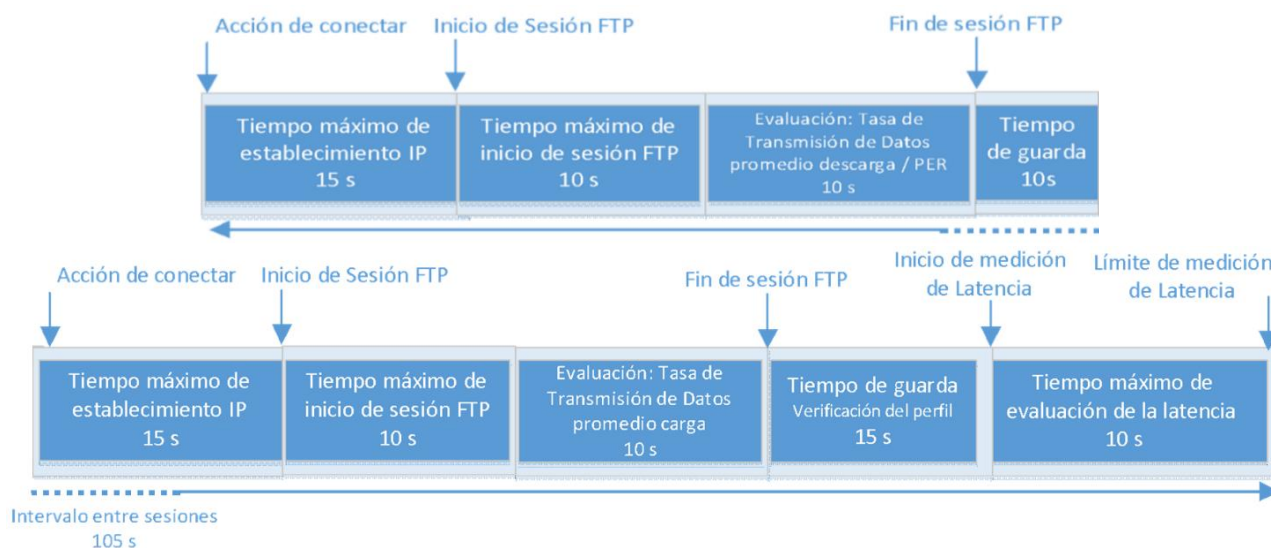 Acción de conectar
Inicio de Sesión FTP
Fin de sesión FTP
Tiempo máximo de
establecimiento IP
15 s
Tiempo máximo de
inicio de sesión FTP
10 s
Evaluación: Tasa de
Transmisión de Datos
promedio descarga / PER
10 s
Tiempo
de guarda
10s
Acción de conectar
Inicio de Sesión FTP
Fin de sesión FTP
Inicio de medición
de Latencia
Límite de medición
de Latencia
Tiempo máximo de
establecimiento IP
15 s
Tiempo máximo de
inicio de sesión FTP
10 s
Evaluación: Tasa de
Transmisión de Datos
promedio carga
10 s
Tiempo de guarda
Verificación del perfil
15 s
Tiempo máximo de
evaluación de la latencia
10 s
Intervalo entre sesiones
105 s